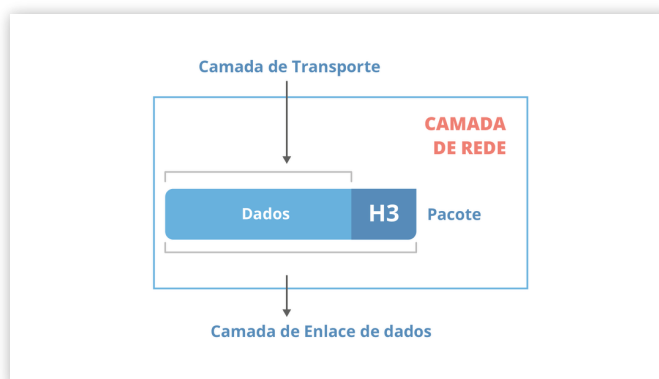 Camada de Transporte
CAMADA
DE REDE
Dados H3 Pacote
Camada de Enlace de dados